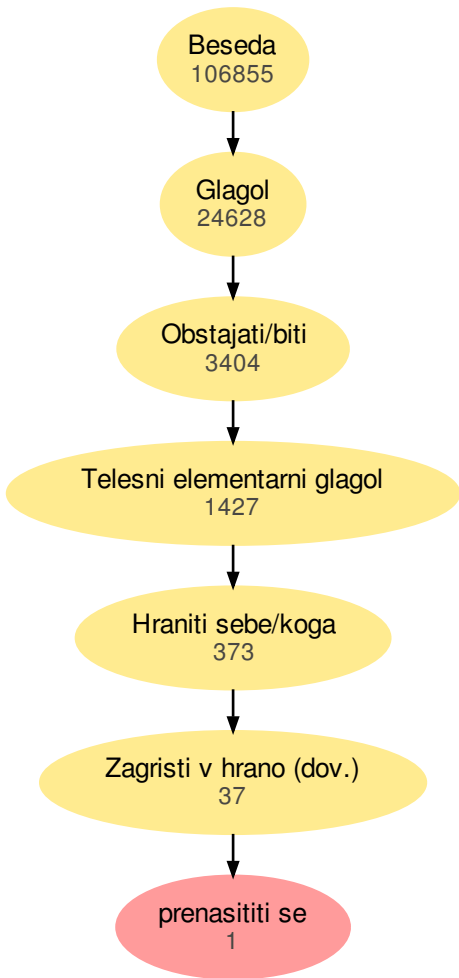 Beseda
106855
Glagol
24628
Obstajati/biti
3404
Telesni elementarni glagol
1427
Hraniti sebe/koga
373
Zagristi v hrano (dov.)
37
prenasititi se
1